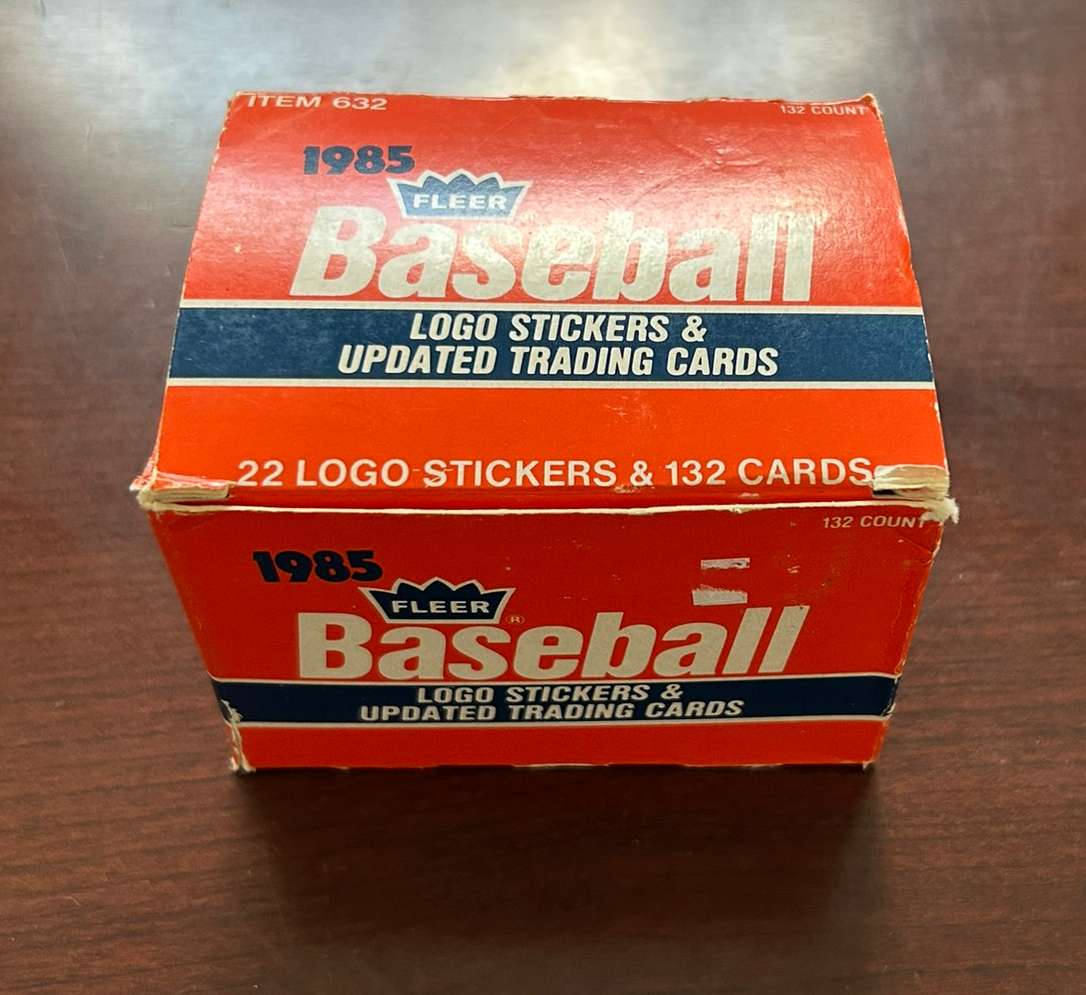 ITEM 632
132 COUNT
1985
FLEER
Baseball
LOGO STICKERS &
UPDATED TRADING CARDS
22 LOGO STICKERS & 132 CARDS
132 COUNT
1985
FLEER
Baseball ®
LOGO STICKERS &
UPDATED TRADING CARDS